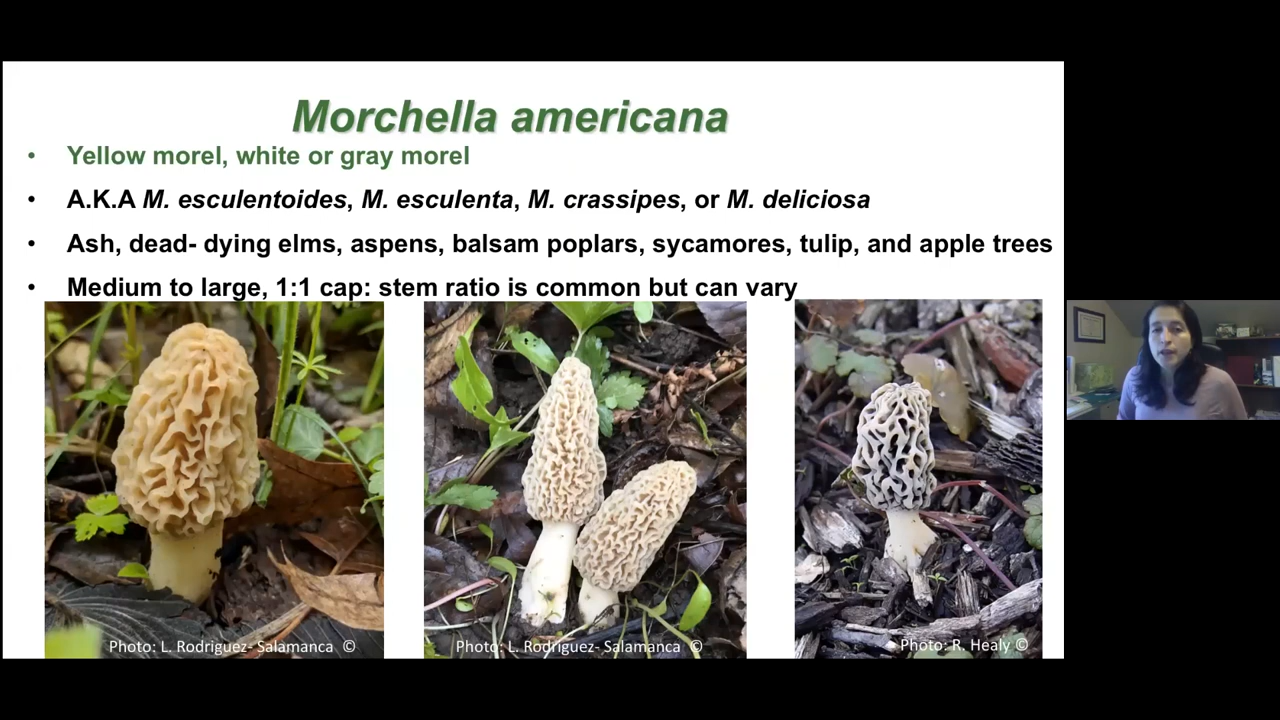 Morchella americana
• Yellow morel, white or gray morel
• A.K.A M. esculentoides, M. esculenta, M. crassipes, or M. deliciosa
• Ash, dead- dying elms, aspens, balsam poplars, sycamores, tulip, and apple trees
• Medium to large, 1:1 cap: stem ratio is common but can vary
Photo: L. Rodriguez- Salamanca ©
Photo: L. Rodriguez- Salamanca ©
Photo: R. Healy ©